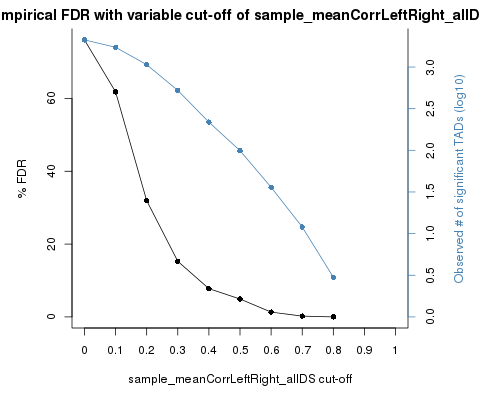 mpirical FDR with variable cut-off of sample_meanCorrLeftRight_allD
% FDR
60
40
20
0
3.0
2.5
2.0
1.5
1.0
0.5
0.0
Observed # of significant TADs (log10)
0 0.1 0.2 0.3 0.4 0.5 0.6 0.7 0.8 0.9 1
sample_meanCorrLeftRight_allDS cut-off